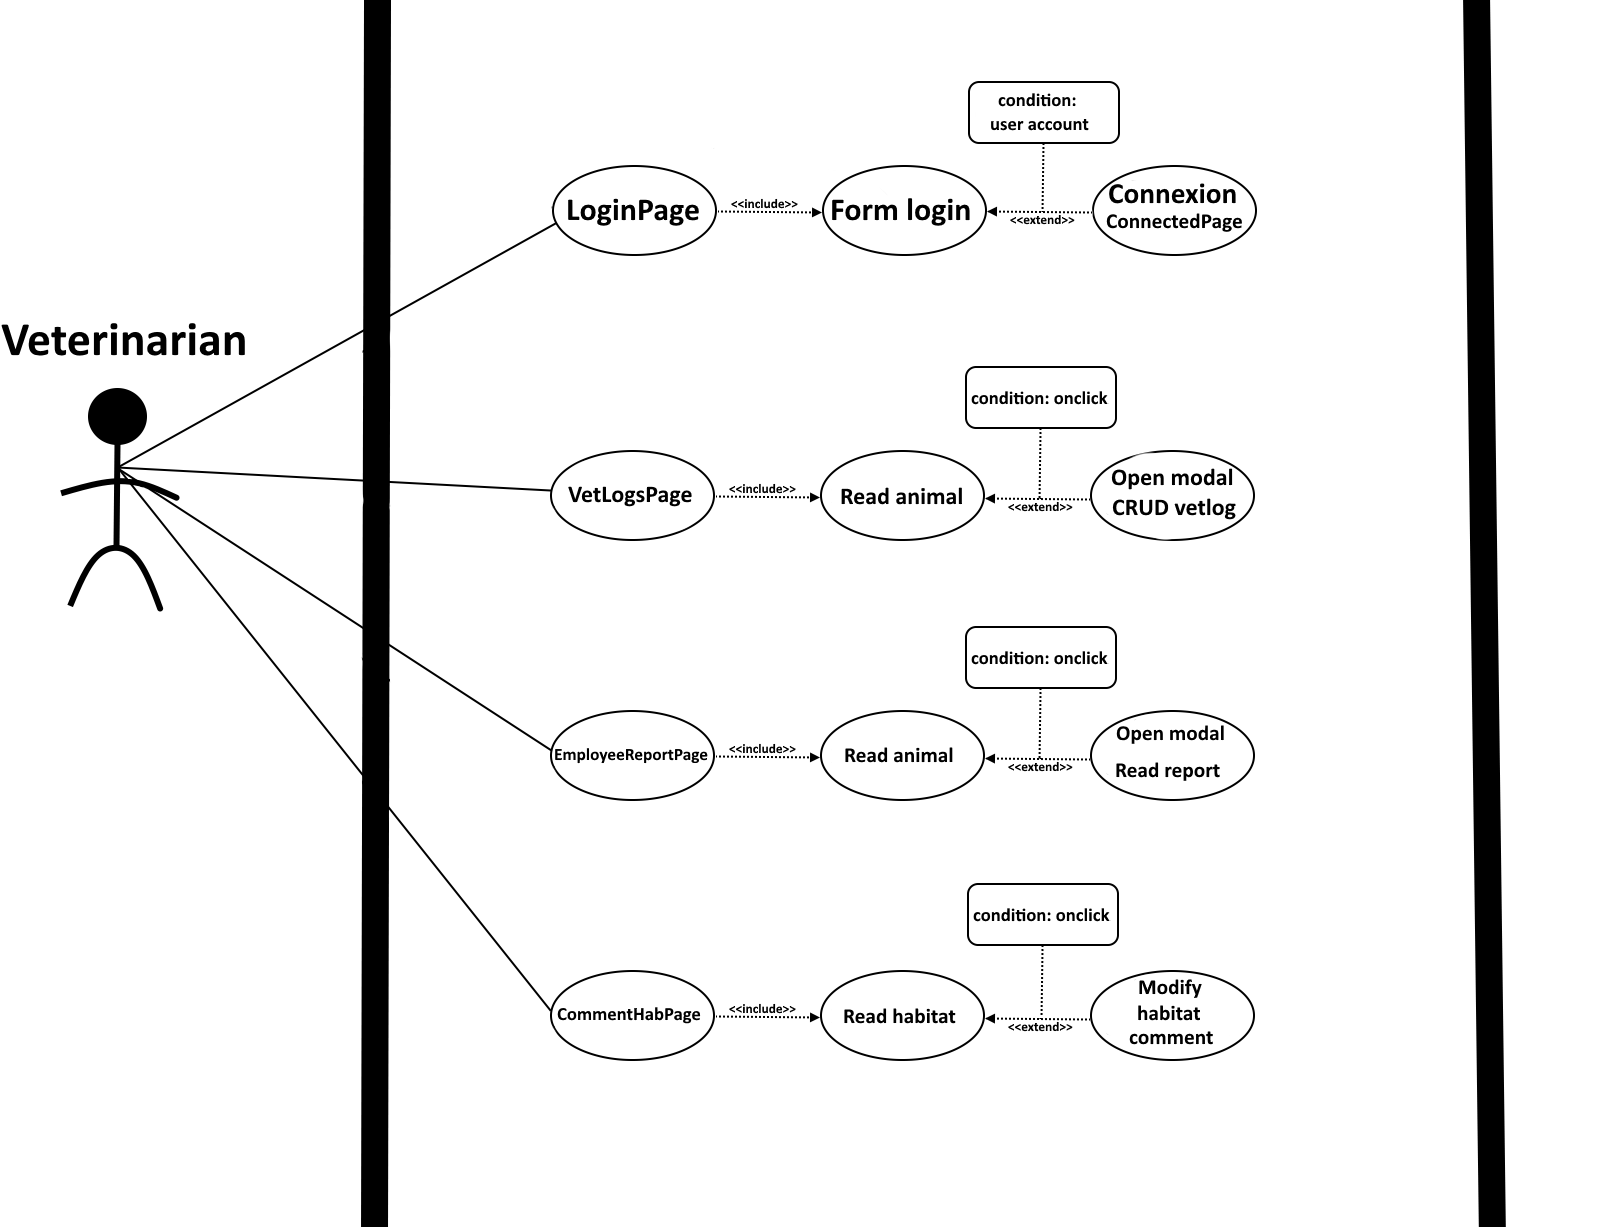 Veterinarian
condition:
user account
LoginPage
<<include>>
Form login
<<extend>>
Connexion
ConnectedPage
condition: onclick
VetLogsPage
<<include>>
Read animal
<<extend>>
Open modal
CRUD vetlog
condition: onclick
EmployeeReportPage
<<include>>
Read animal
<<extend>>
Open modal
Read report
condition: onclick
CommentHabPage
<<include>>
Read habitat
<<extend>>
Modify
habitat
comment